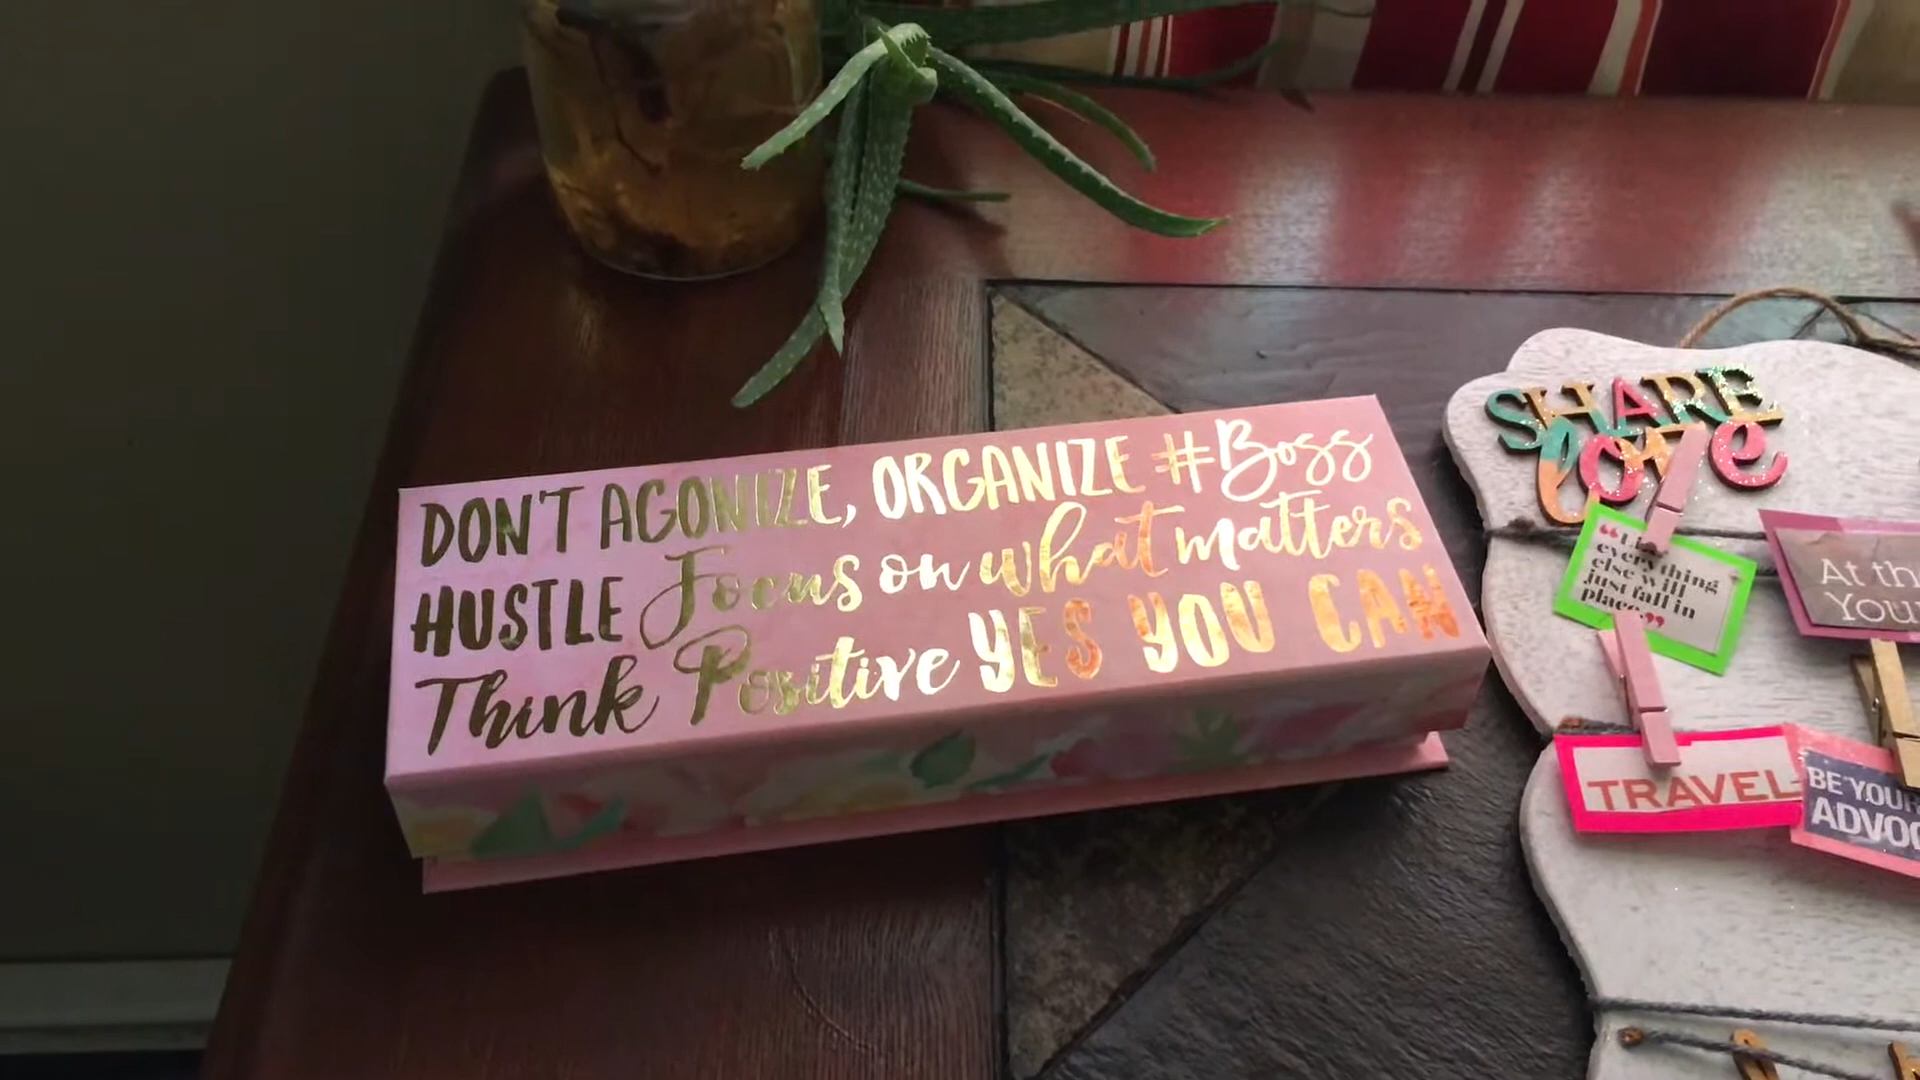 DON'T AGONIZE, ORGANIZE #Boss
HUSTLE Focus on what matters
Think Positive YES YOU CAN
SHARE
love
everything
else will
just fall in
place."
At th
Your
TRAVEL
BE YOUR
ADVOC